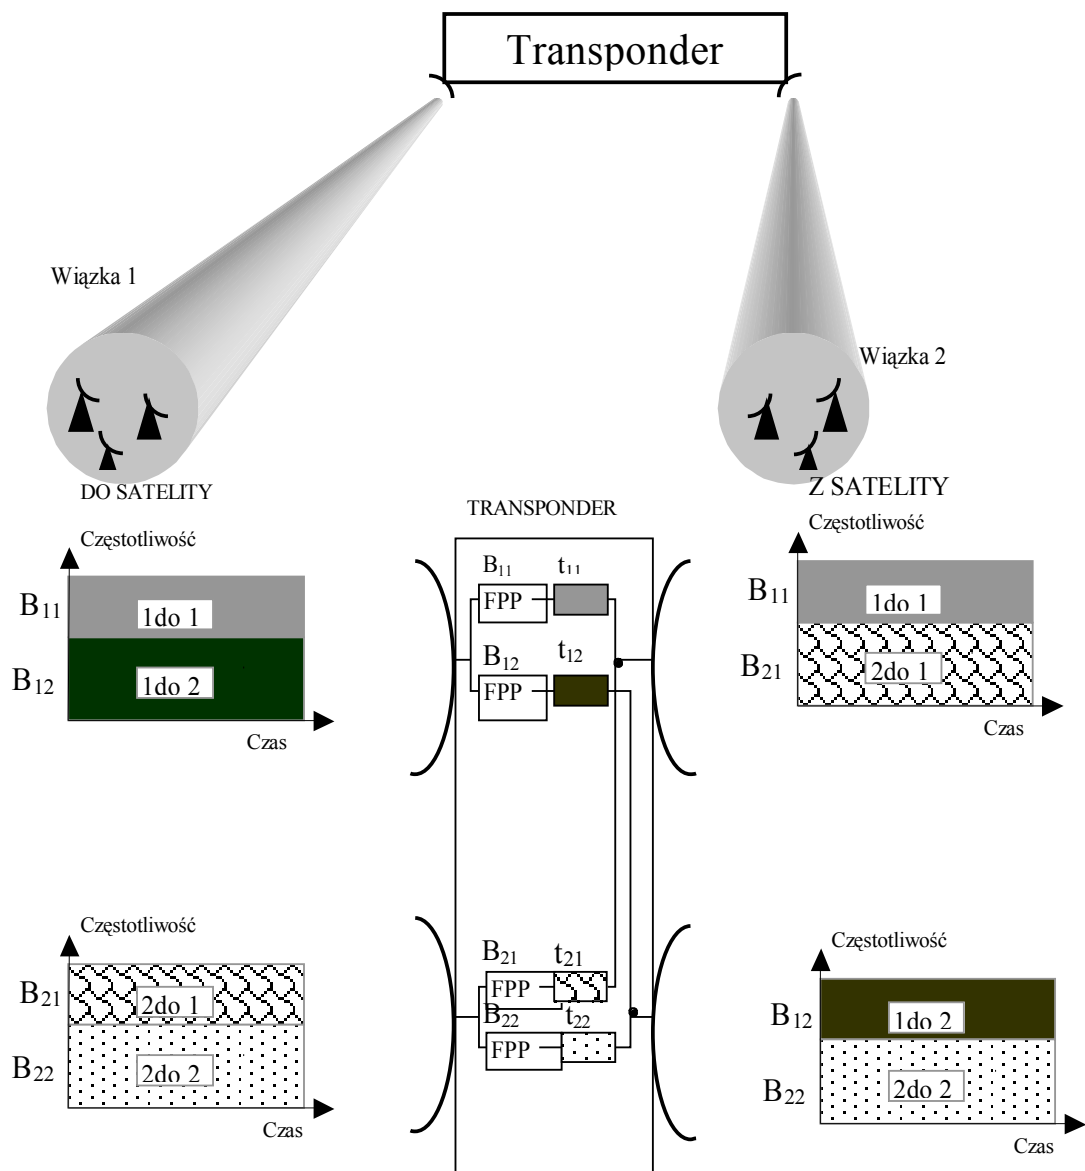 Transponder
Wiązka 1
Wiązka 2
DO SATELITY
Z SATELITY
TRANSPONDER
Częstotliwość
B11
1do 1
B12
1do 2
Czas
B11 t11
FPP
B12 t12
FPP
Częstotliwość
B11
1do 1
B21
2do 1
Czas
Częstotliwość
B21
2do 1
B22
2do 2
Czas
B21 t21
FPP
B22 t22
FPP
Częstotliwość
B12
1do 2
B22
2do 2
Czas